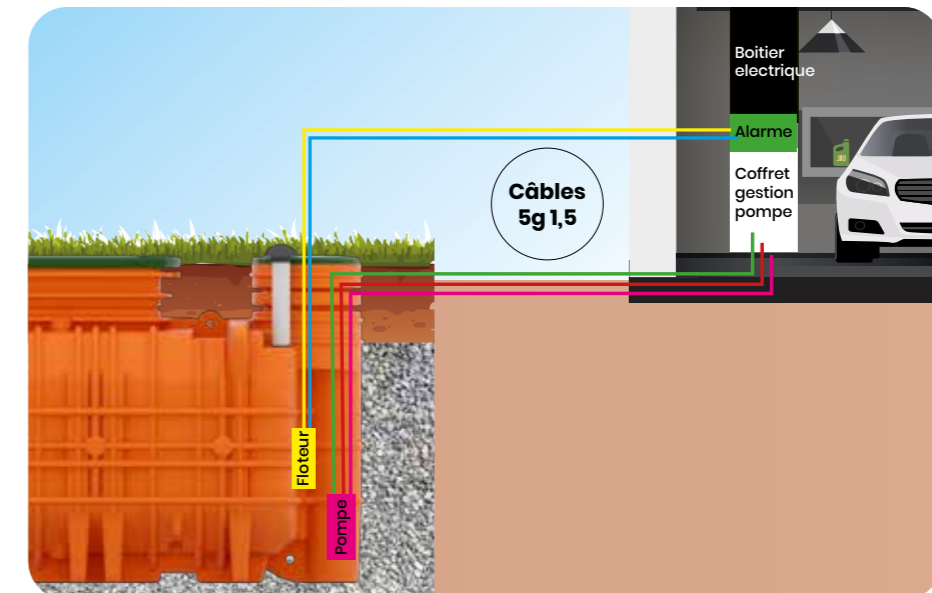 Boitier
electrique
Alarme
Coffret
gestion
pompe
Câbles
5g 1,5
Floteur
Pompe